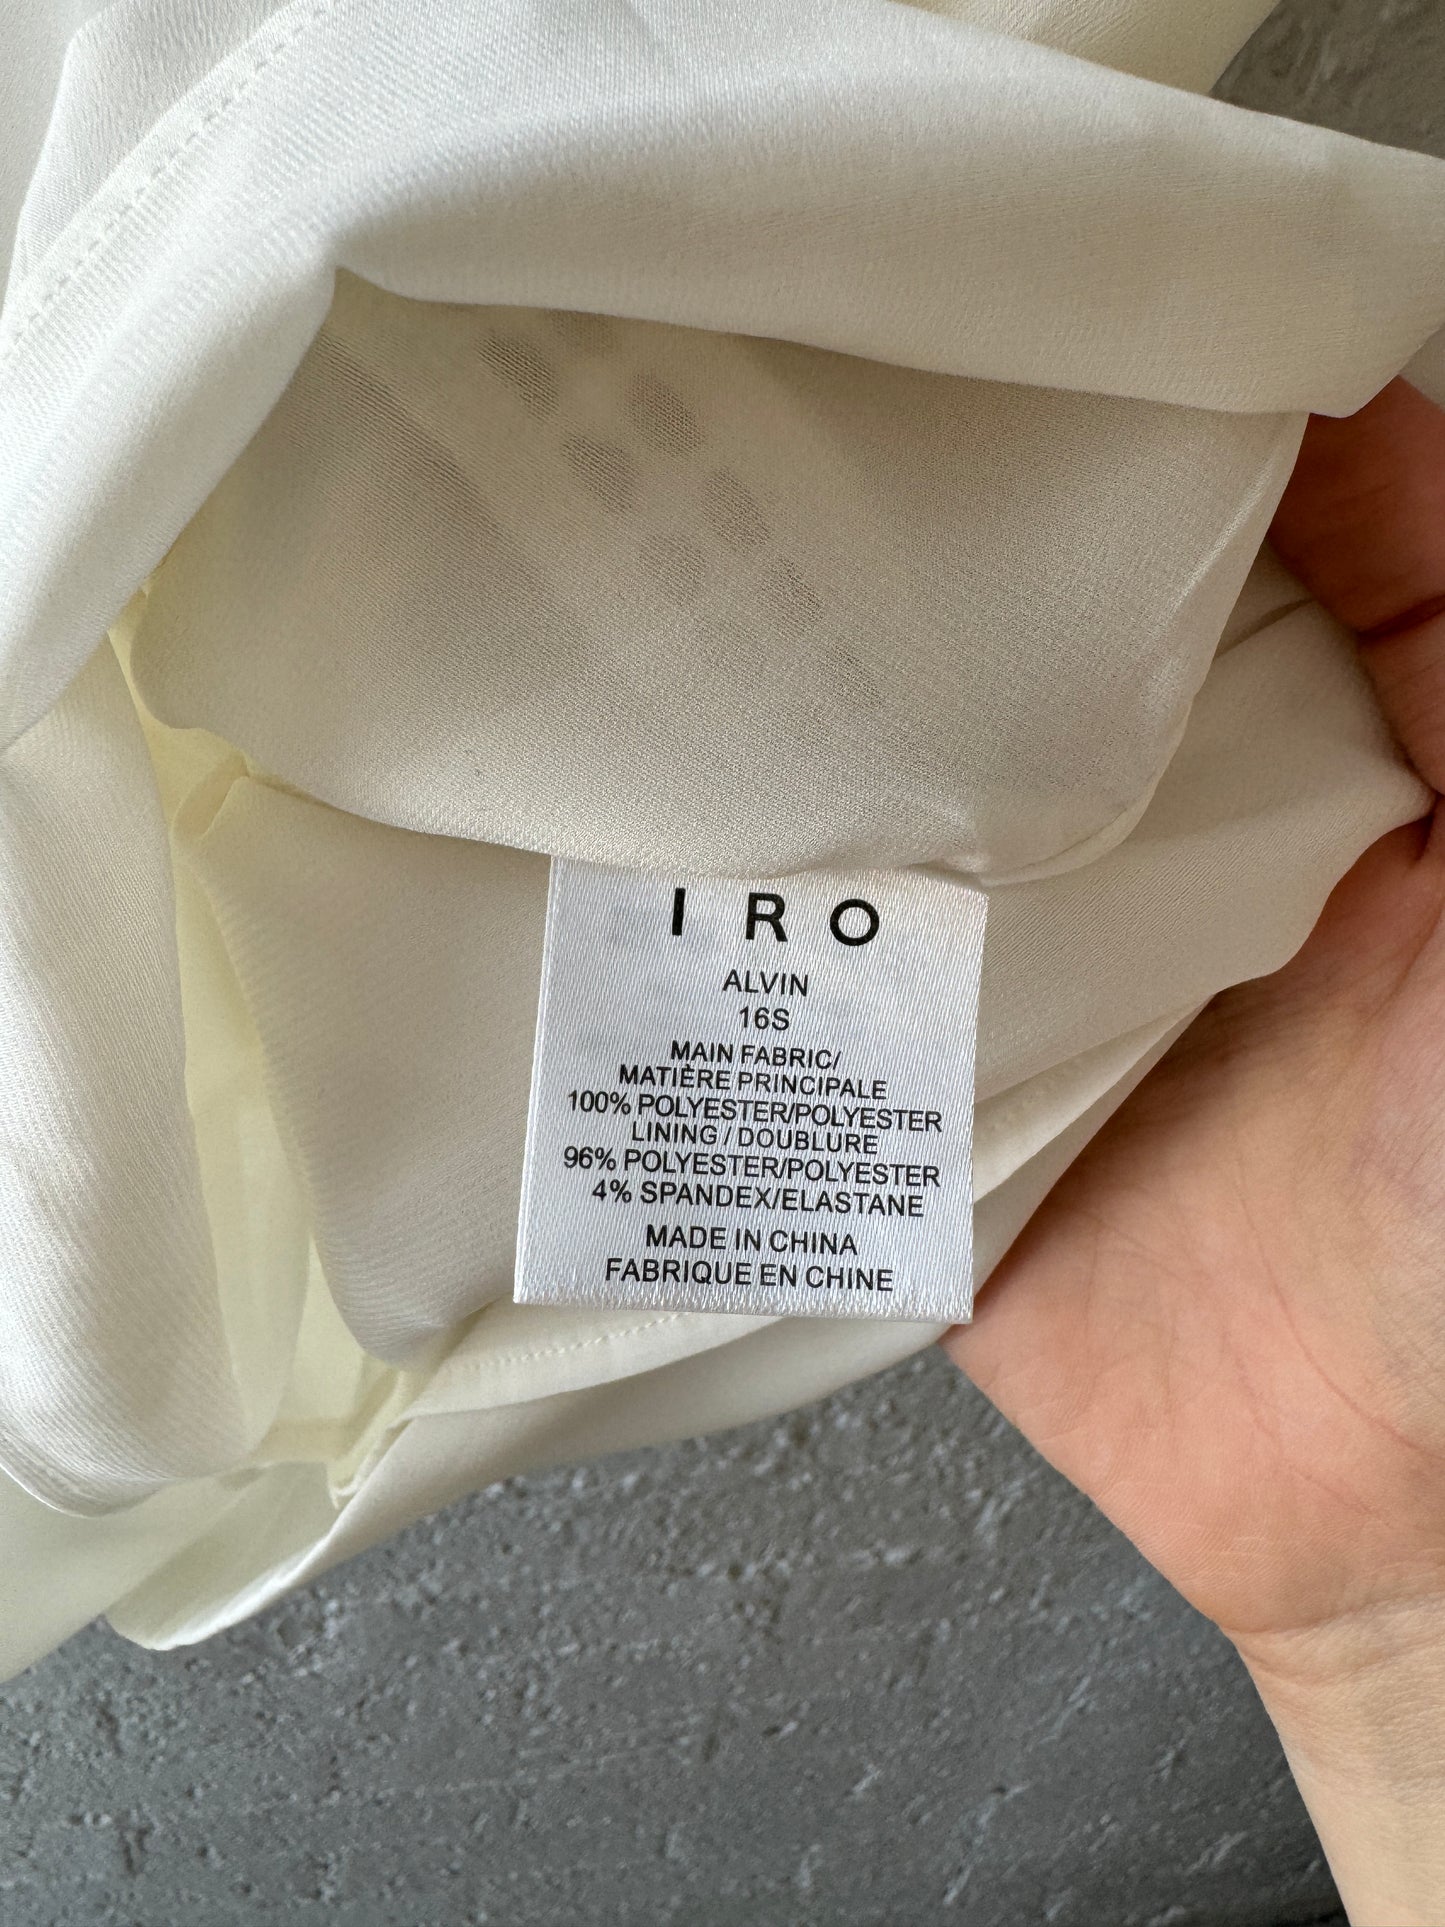 IRO
ALVIN
16S
MAIN FABRIC/
MATIÈRE PRINCIPALE
100% POLYESTER/POLYESTER
LINING / DOUBLURE
96% POLYESTER/POLYESTER
4% SPANDEX/ELASTANE
MADE IN CHINA
FABRIQUE EN CHINE